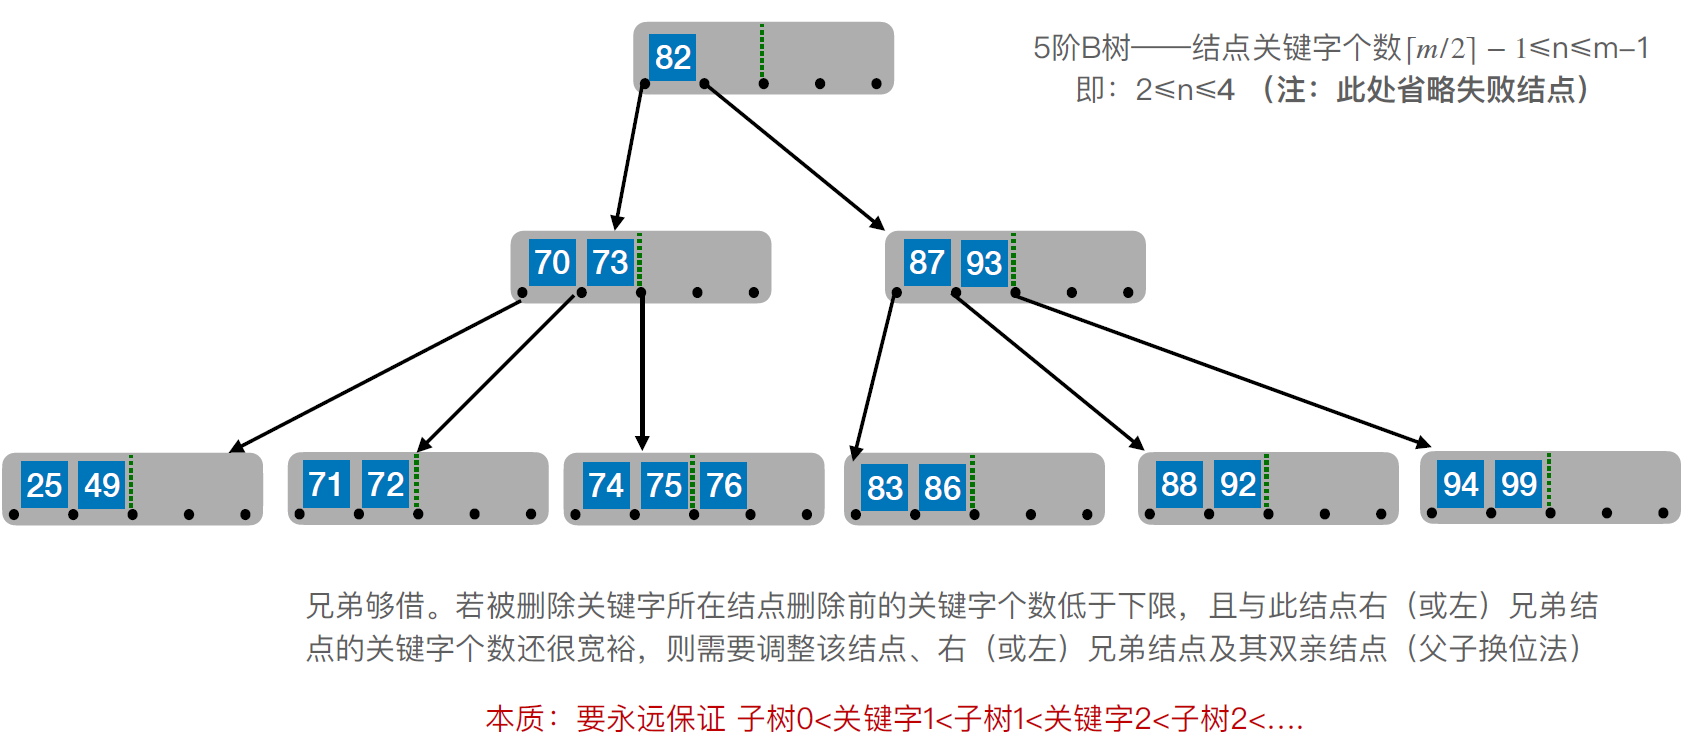 82
5阶B树——结点关键字个数⌈m/2⌉ − 1≤n≤m-1
即：2≤n≤4 （注：此处省略失败结点）
70 73
87 93
25 49
71 72
74 75 76
83 86
88 92
94 99
兄弟够借。若被删除关键字所在结点删除前的关键字个数低于下限，且与此结点右（或左）兄弟结
点的关键字个数还很宽裕，则需要调整该结点、右（或左）兄弟结点及其双亲结点（父子换位法）
本质：要永远保证 子树0<关键字1<子树1<关键字2<子树2<....